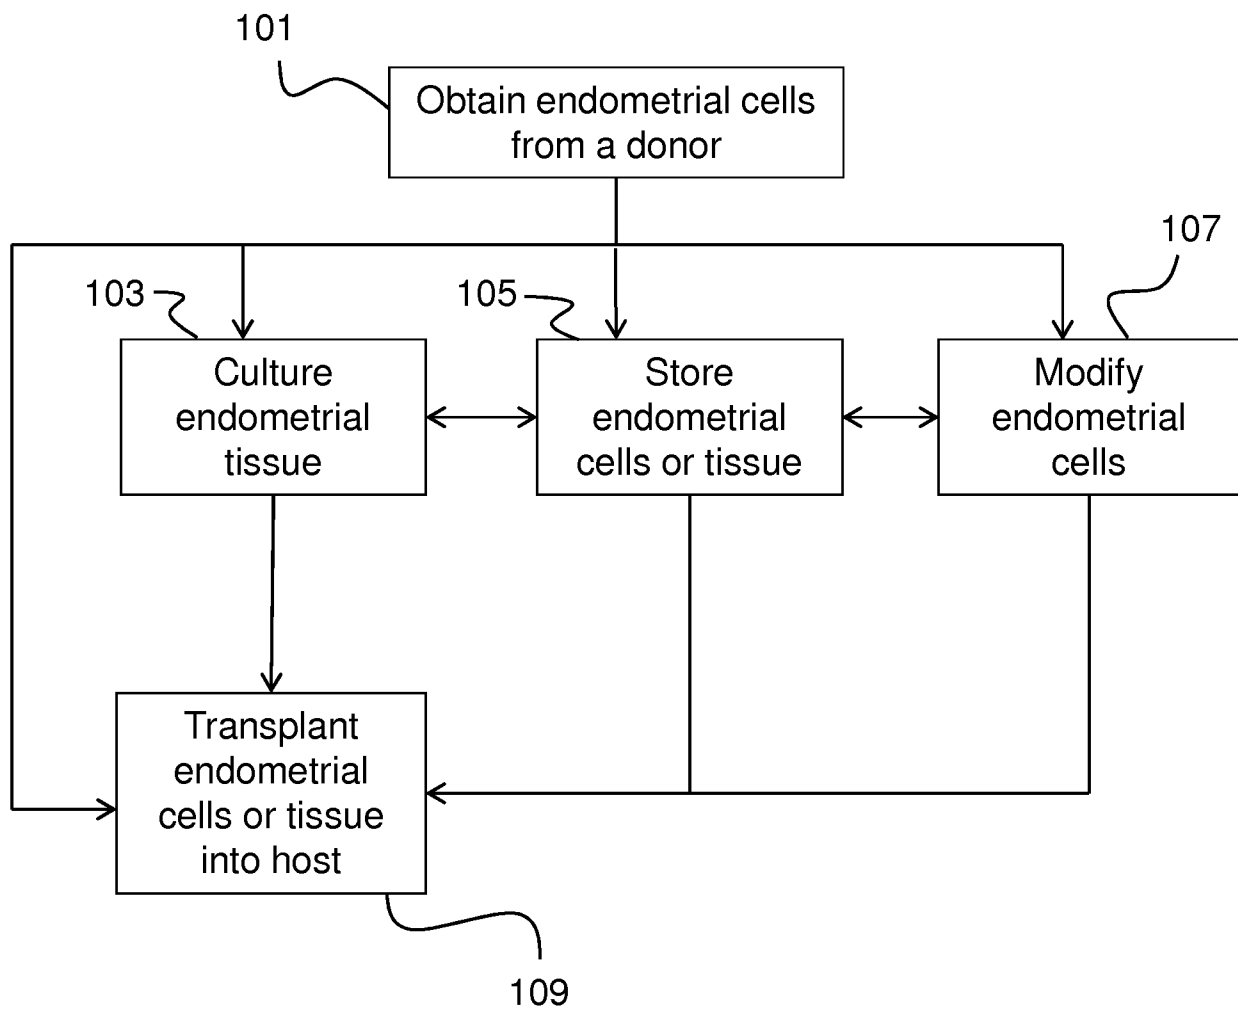 101
Obtain endometrial cells
from a donor
107
103
105
Culture
endometrial
tissue
Store
endometrial
cells or tissue
Modify
endometrial
cells
Transplant
endometrial
cells or tissue
into host
109